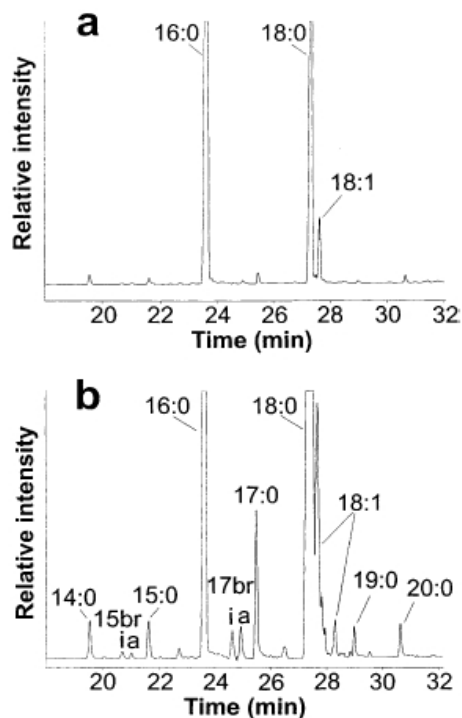 a
16:0
18:0
18:1
Relative intensity
20 22 24 26 28 30 32
Time (min)
b
16:0
18:0
17:0
18:1
14:0
15br
i a
15:0
17br
i a
19:0
20:0
Relative intensity
20 22 24 26 28 30 32
Time (min)